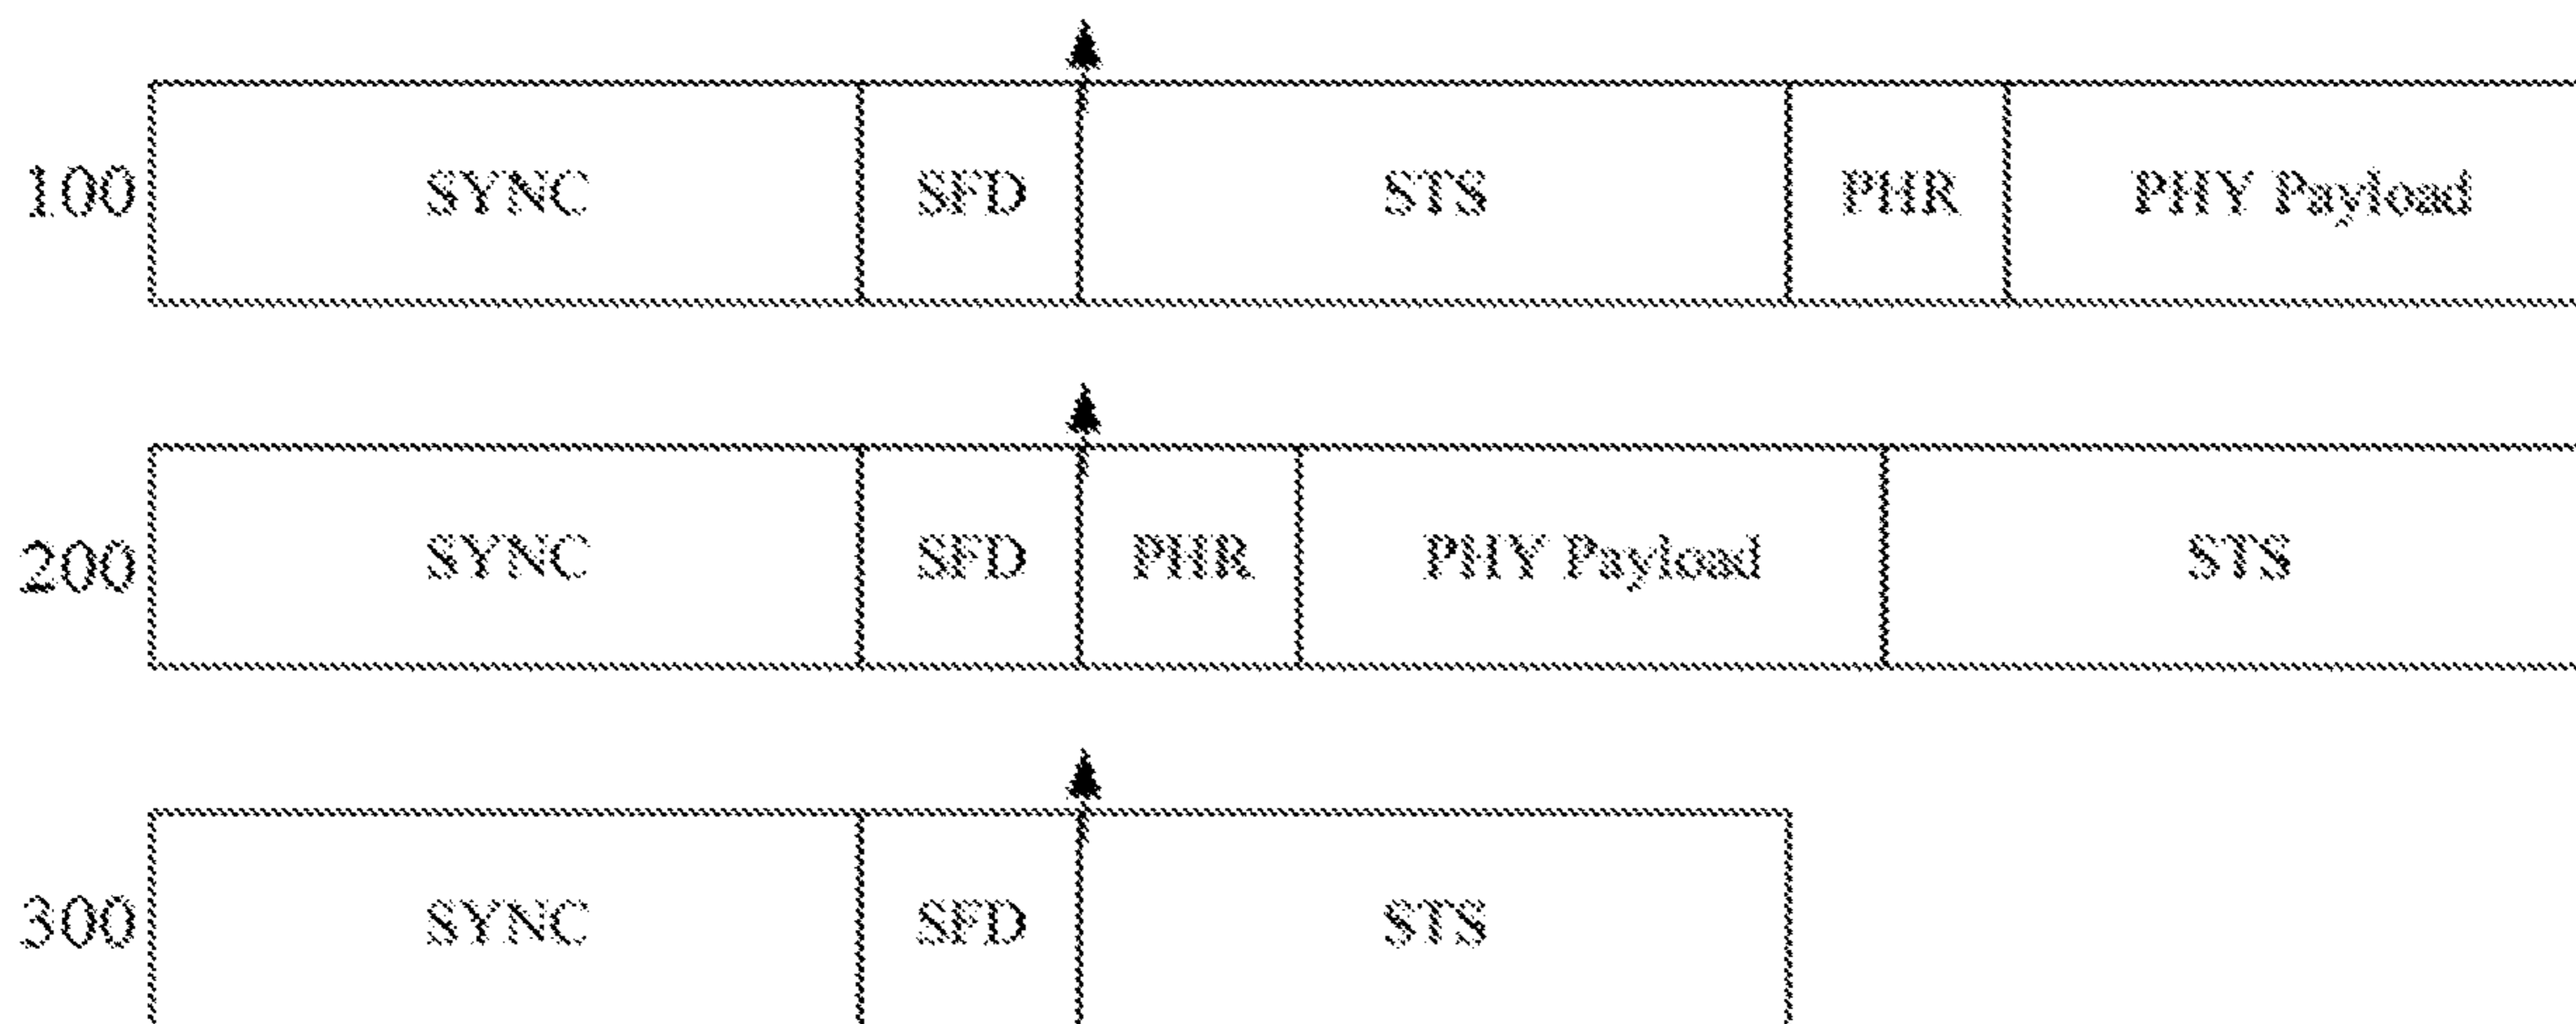 100 SYNC SFD STS PHR PHY Payload
200 SYNC SFD PHR PHY Payload STS
300 SYNC SFD STS